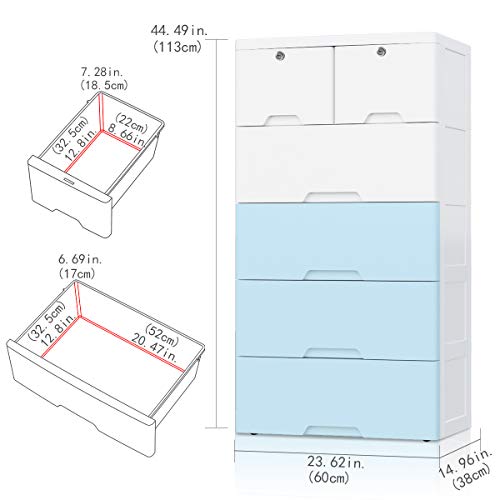 44.49in.
(113cm)
7.28in.
(18.5cm)
(32.5cm)
12.8in.
(22cm)
8.66in.
6.69in.
(17cm)
(32.5cm)
12.8in.
(52cm)
20.47in.
23.62in.
(60cm)
14.96in.
(38cm)